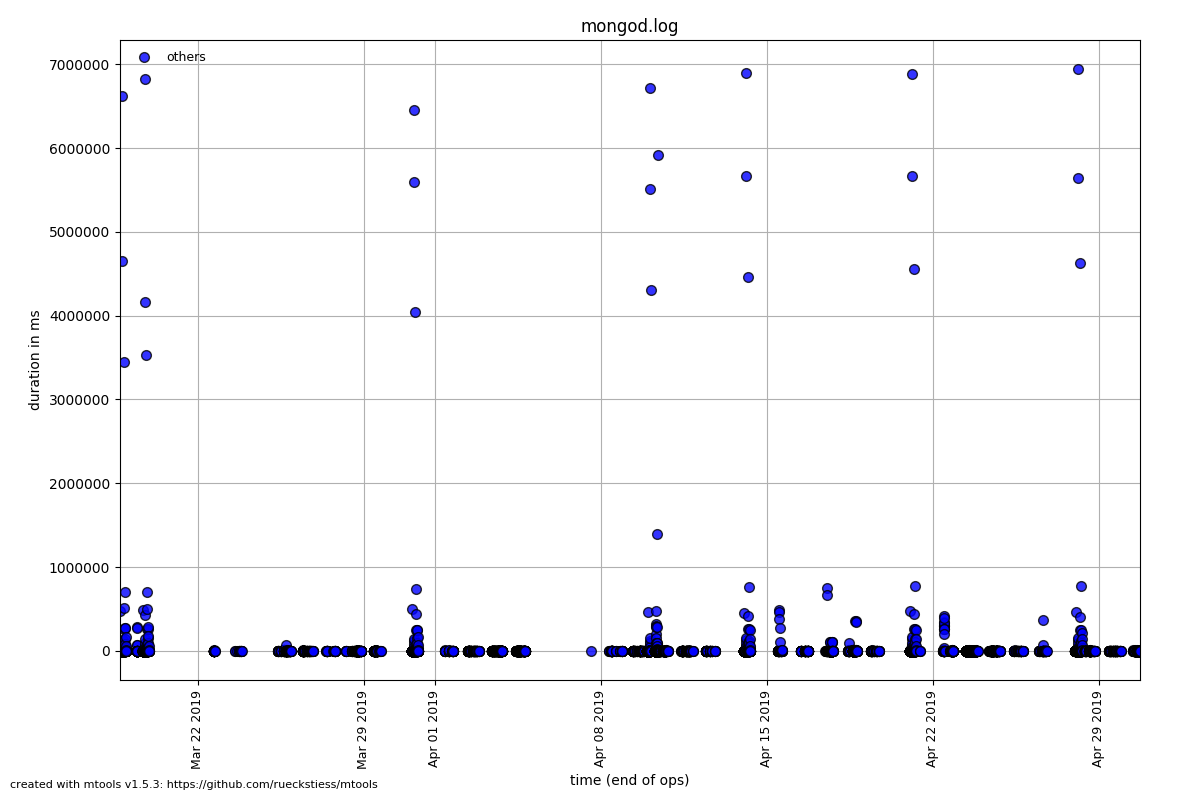 mongod.log
others
7000000
6000000
5000000
4000000
3000000
2000000
1000000
0
duration in ms
Mar 22 2019
Mar 29 2019
Apr 01 2019
Apr 08 2019
Apr 15 2019
Apr 22 2019
Apr 29 2019
time (end of ops)
created with mtools v1.5.3: https://github.com/rueckstiess/mtools